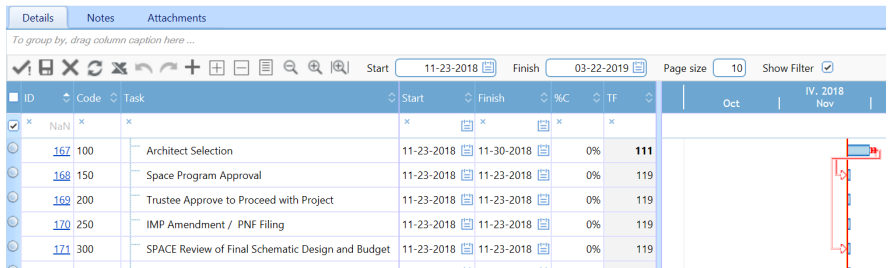 Details Notes Attachments
To group by, drag column caption here ...
Start 11-23-2018 Finish 03-22-2019 Page size 10 Show Filter
ID Code Task Start Finish %C TF IV. 2018
Oct Nov
NaN
167 100 Architect Selection 11-23-2018 11-30-2018 0% 111
168 150 Space Program Approval 11-23-2018 11-23-2018 0% 119
169 200 Trustee Approve to Proceed with Project 11-23-2018 11-23-2018 0% 119
170 250 IMP Amendment / PNF Filing 11-23-2018 11-23-2018 0% 119
171 300 SPACE Review of Final Schematic Design and Budget 11-23-2018 11-23-2018 0% 119